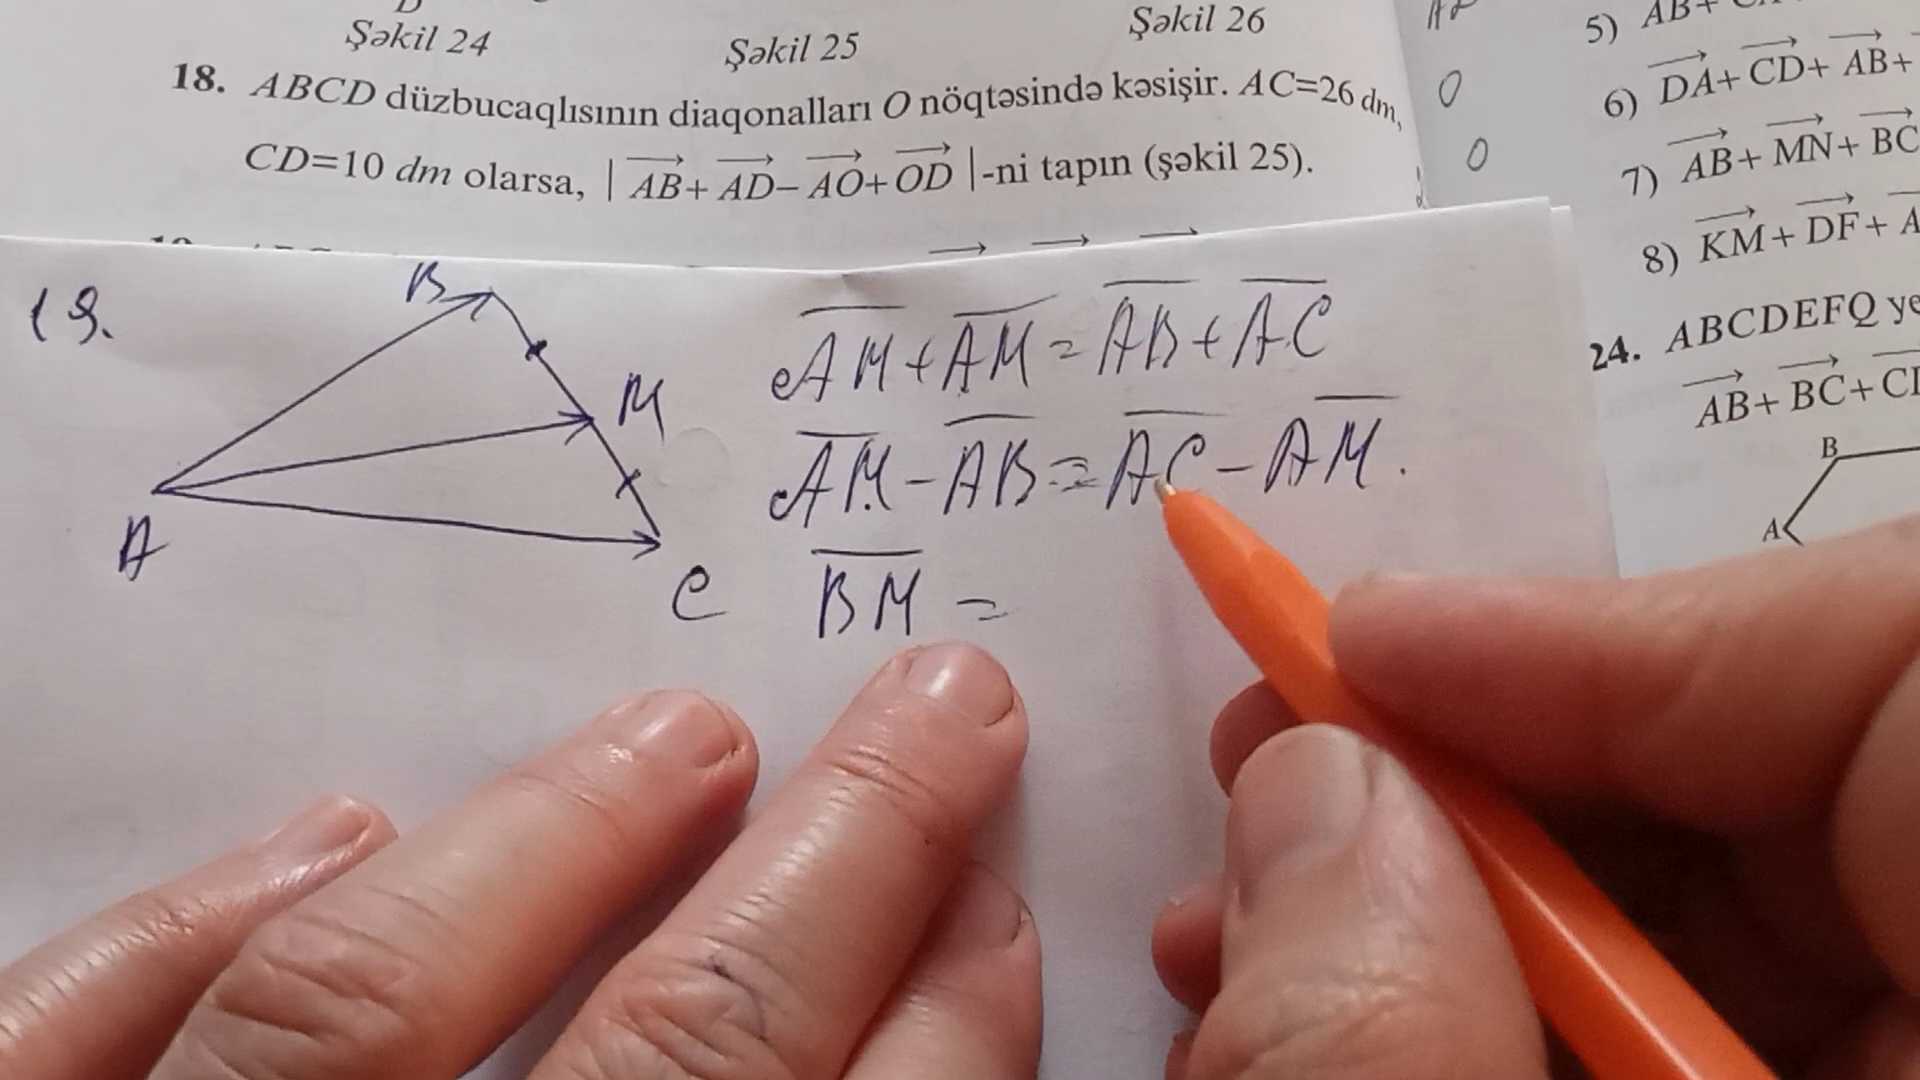 Şəkil 24
Şəkil 25
Şəkil 26
18. ABCD düzbucaqlısının diaqonalları O nöqtəsində kəsişir. AC=26 dm,
CD=10 dm olarsa, | AB+ AD− AO+ OD |-ni tapın (şəkil 25).
0
0
5) AB+
6) DA+ CD+ AB+
7) AB+ MN+ BC
8) KM+ DF+ A
24. ABCDEFQ
AB+ BC+
B
A
19.
B
M
A
C
AM + AM = AB + AC
AM − AB = AC − AM.
BM =